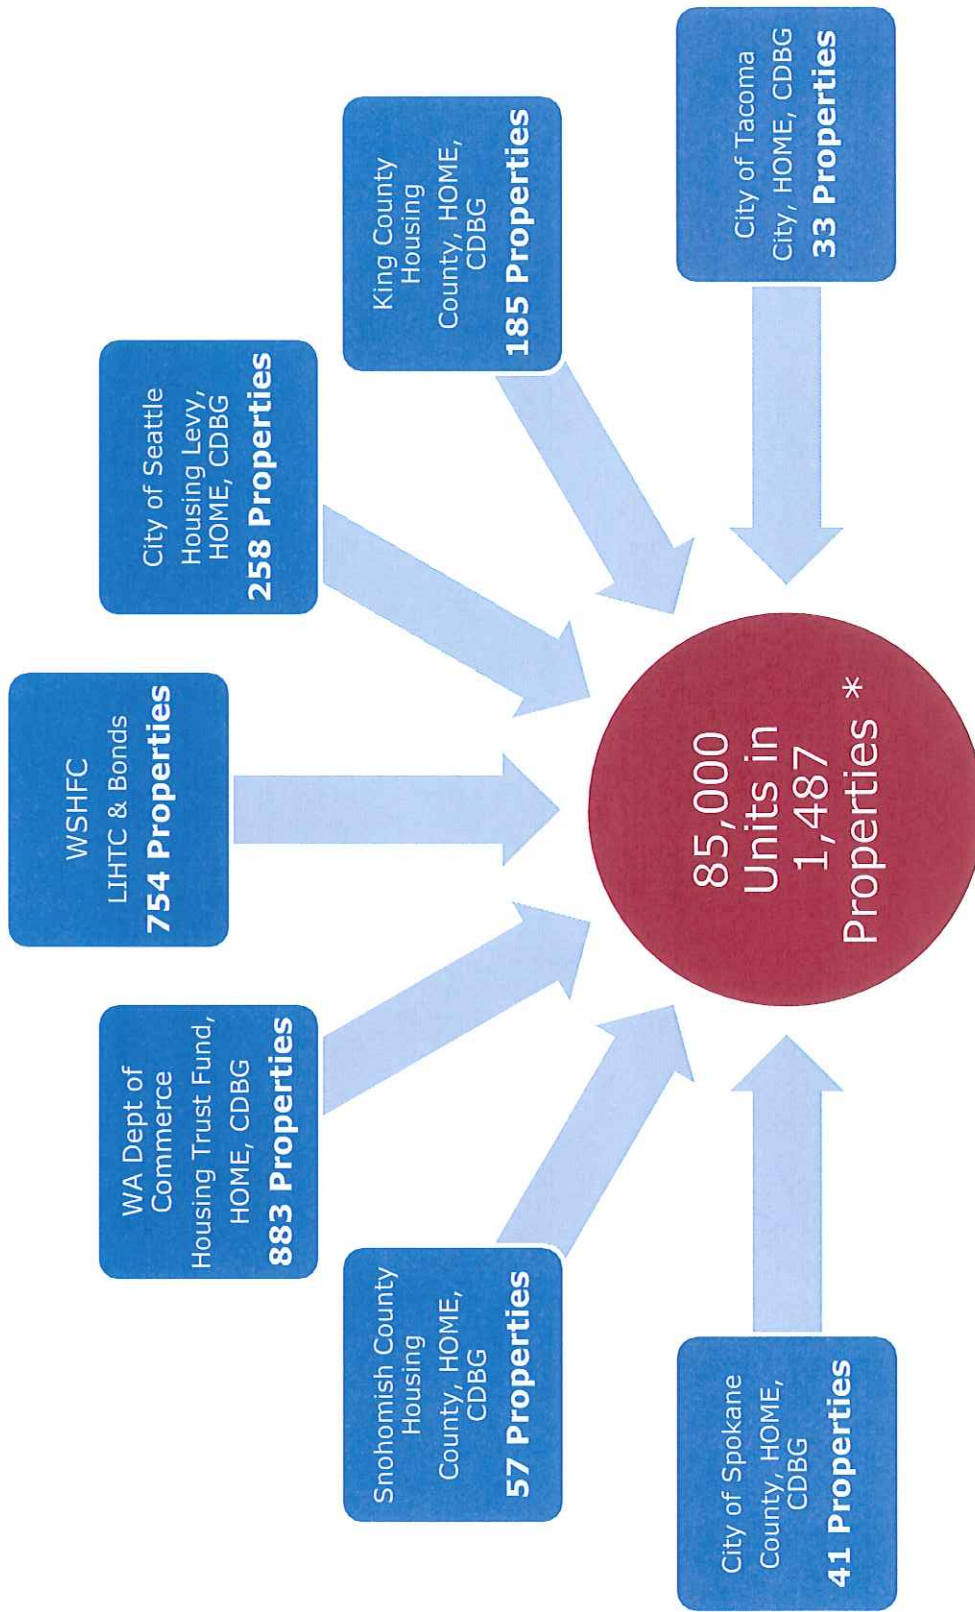 City of Spokane
County, HOME,
CDBG
41 Properties
Snohomish County
Housing
County, HOME,
CDBG
57 Properties
WA Dept of
Commerce
Housing Trust Fund,
HOME, CDBG
883 Properties
WSHFC
LIHTC & Bonds
754 Properties
City of Seattle
Housing Levy,
HOME, CDBG
258 Properties
King County
Housing
County, HOME,
CDBG
185 Properties
City of Tacoma
City, HOME, CDBG
33 Properties
85,000
Units in
1,487
Properties *